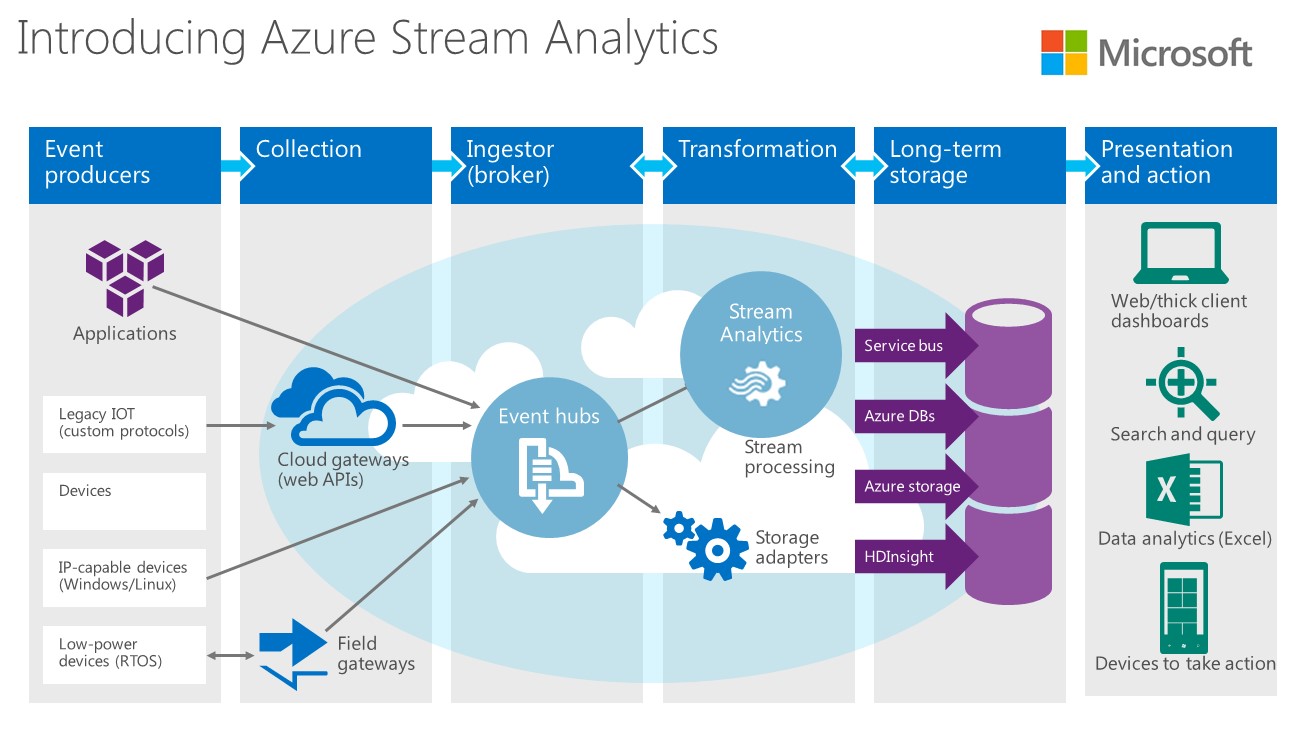 Introducing Azure Stream Analytics
Microsoft
Event
producers
Collection
Ingestor
(broker)
Transformation
Long-term
storage
Presentation
and action
Applications
Legacy IOT
(custom protocols)
Devices
IP-capable devices
(Windows/Linux)
Low-power
devices (RTOS)
Cloud gateways
(web APIs)
Field
gateways
Event hubs
Stream
Analytics
Stream
processing
Storage
adapters
Service bus
Azure DBs
Azure storage
HDInsight
Web/thick client
dashboards
Search and query
X
Data analytics (Excel)
Devices to take action